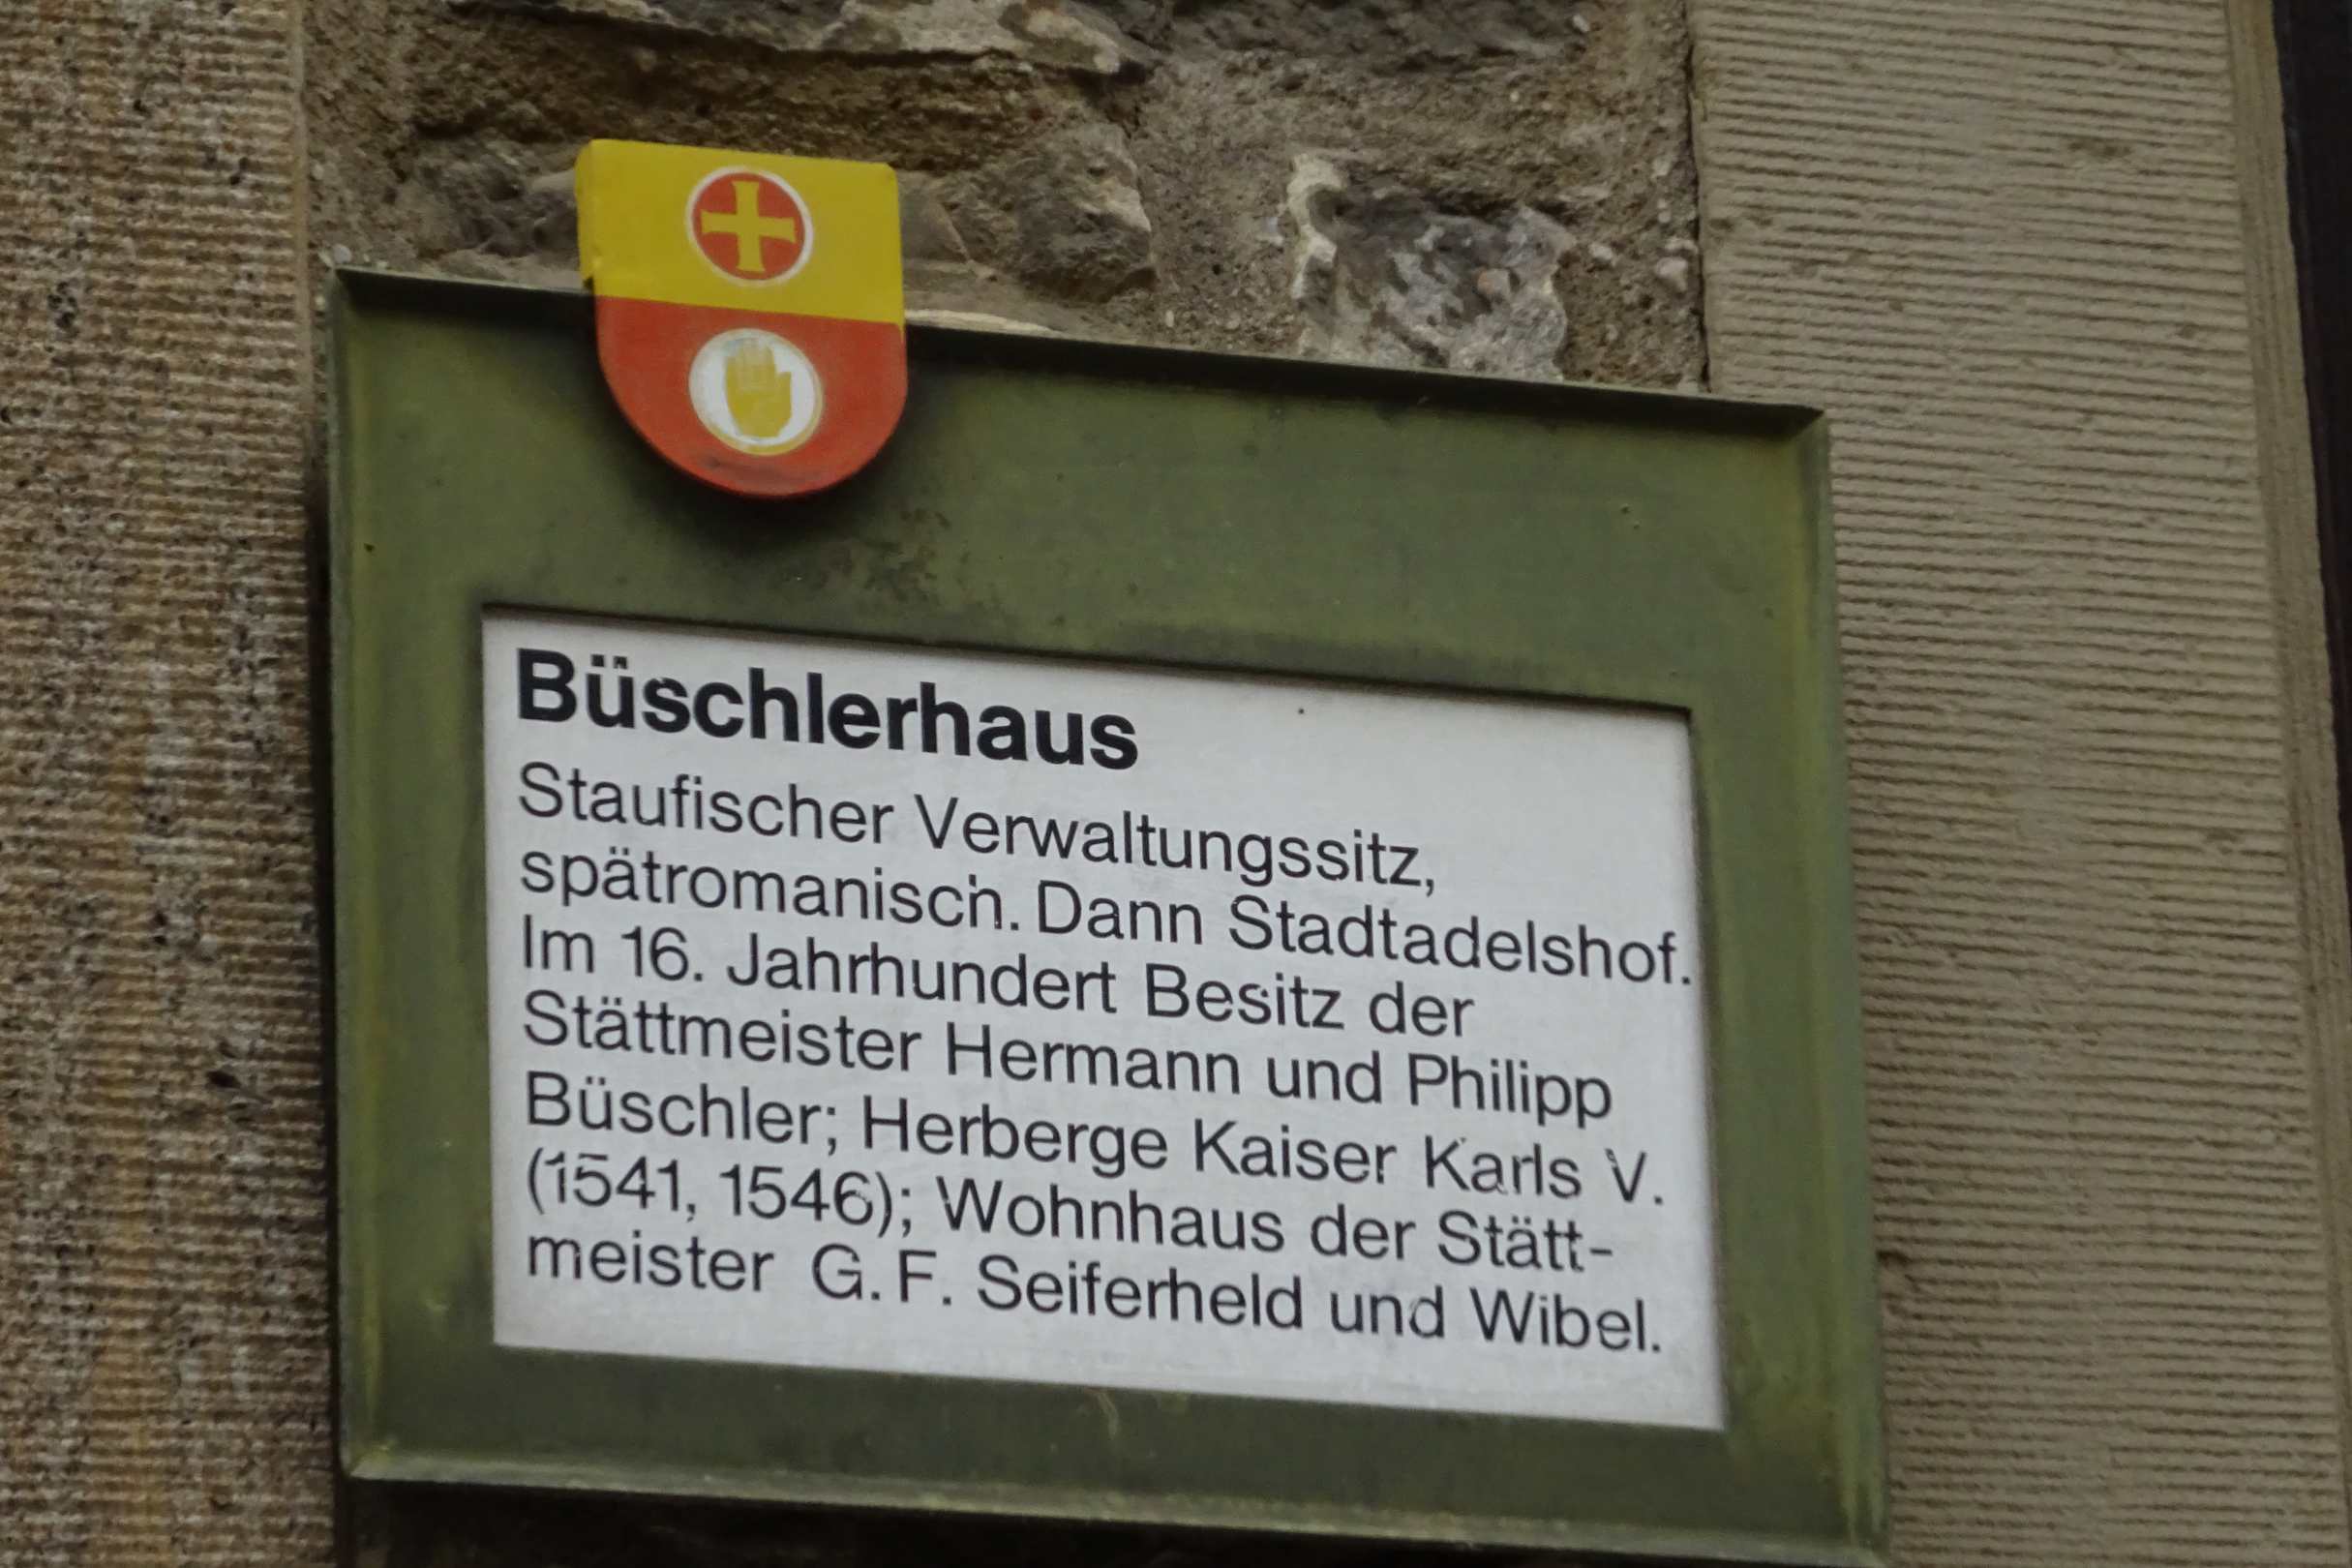 Büschlerhaus
Staufischer Verwaltungssitz,
spätromanisch. Dann Stadtadelshof.
Im 16. Jahrhundert Besitz der
Stättmeister Hermann und Philipp
Büschler; Herberge Kaiser Karls V.
(1541, 1546); Wohnhaus der Stätt-
meister G. F. Seiferheld und Wibel.